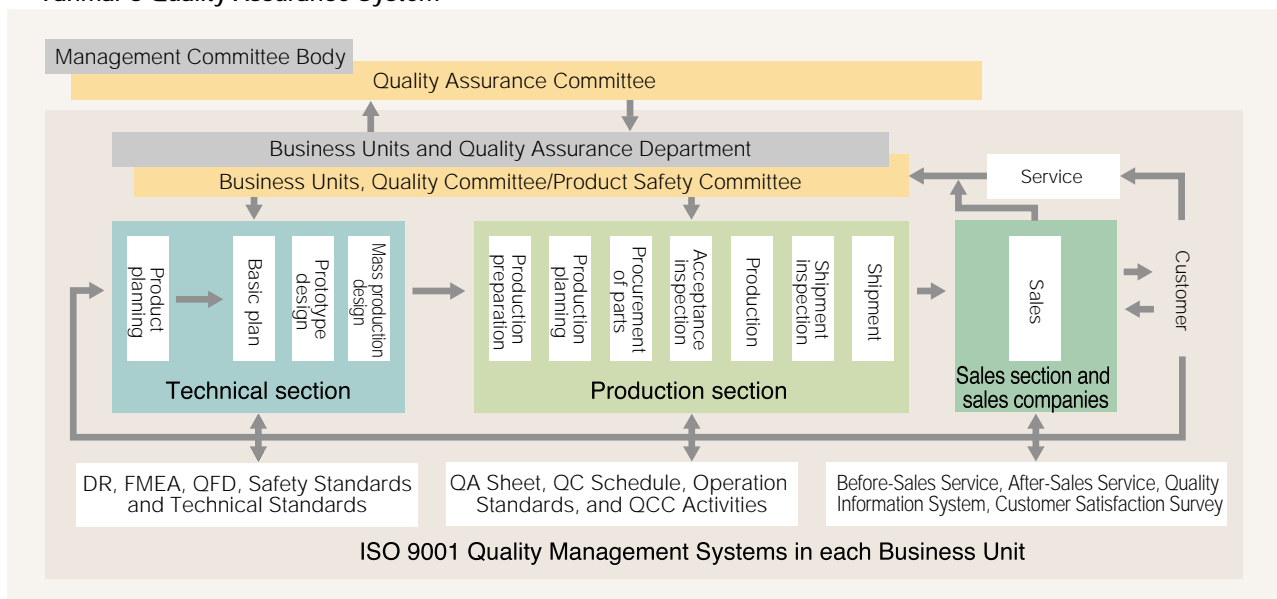 Yanmar's Quality Assurance System
Management Committee Body
Quality Assurance Committee
Business Units and Quality Assurance Department
Business Units, Quality Committee/Product Safety Committee
Service
Product
planning
Basic plan
Prototype
design
Mass production
design
Technical section
Production
preparation
Production
planning
Procurement
of parts
Acceptance
inspection
Production
Shipment
inspection
Shipment
Production section
Sales
Sales section and
sales companies
Customer
DR, FMEA, QFD, Safety Standards
and Technical Standards
QA Sheet, QC Schedule, Operation
Standards, and QCC Activities
Before-Sales Service, After-Sales Service, Quality
Information System, Customer Satisfaction Survey
ISO 9001 Quality Management Systems in each Business Unit